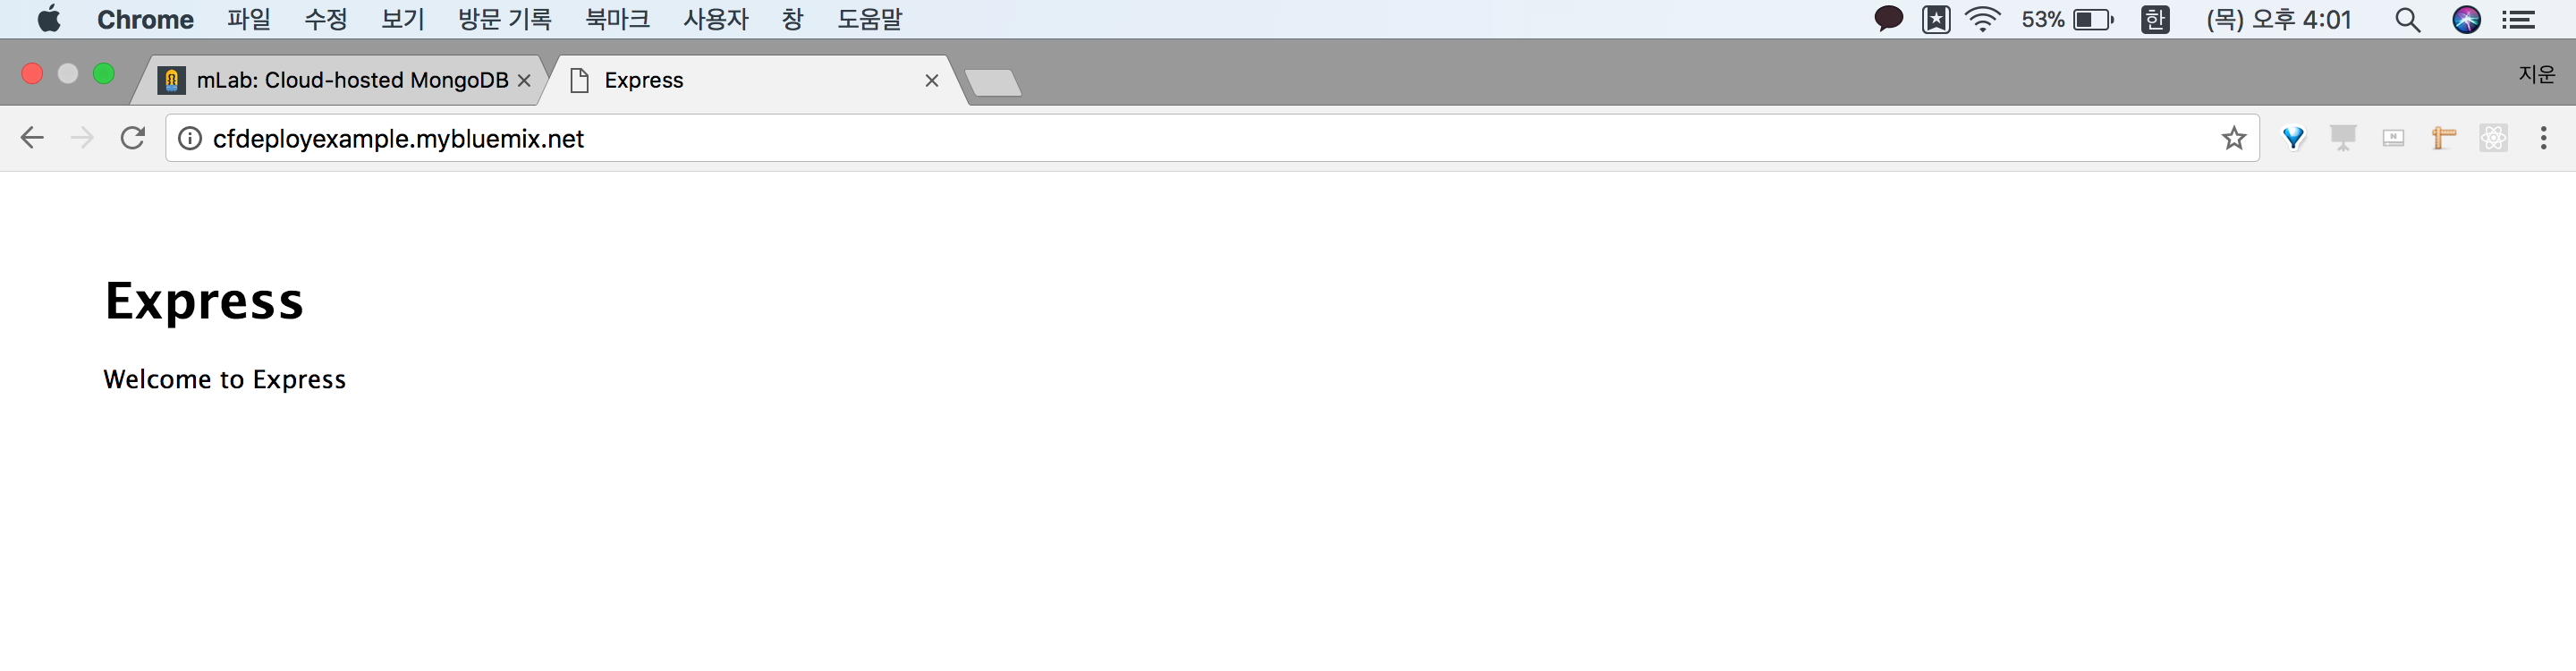 Chrome 파일 수정 보기 방문 기록 북마크 사용자 창 도움말 53% 한 (목) 오후 4:01
mLab: Cloud-hosted MongoDB Express 지운
cfdeployexample.mybluemix.net
Express
Welcome to Express